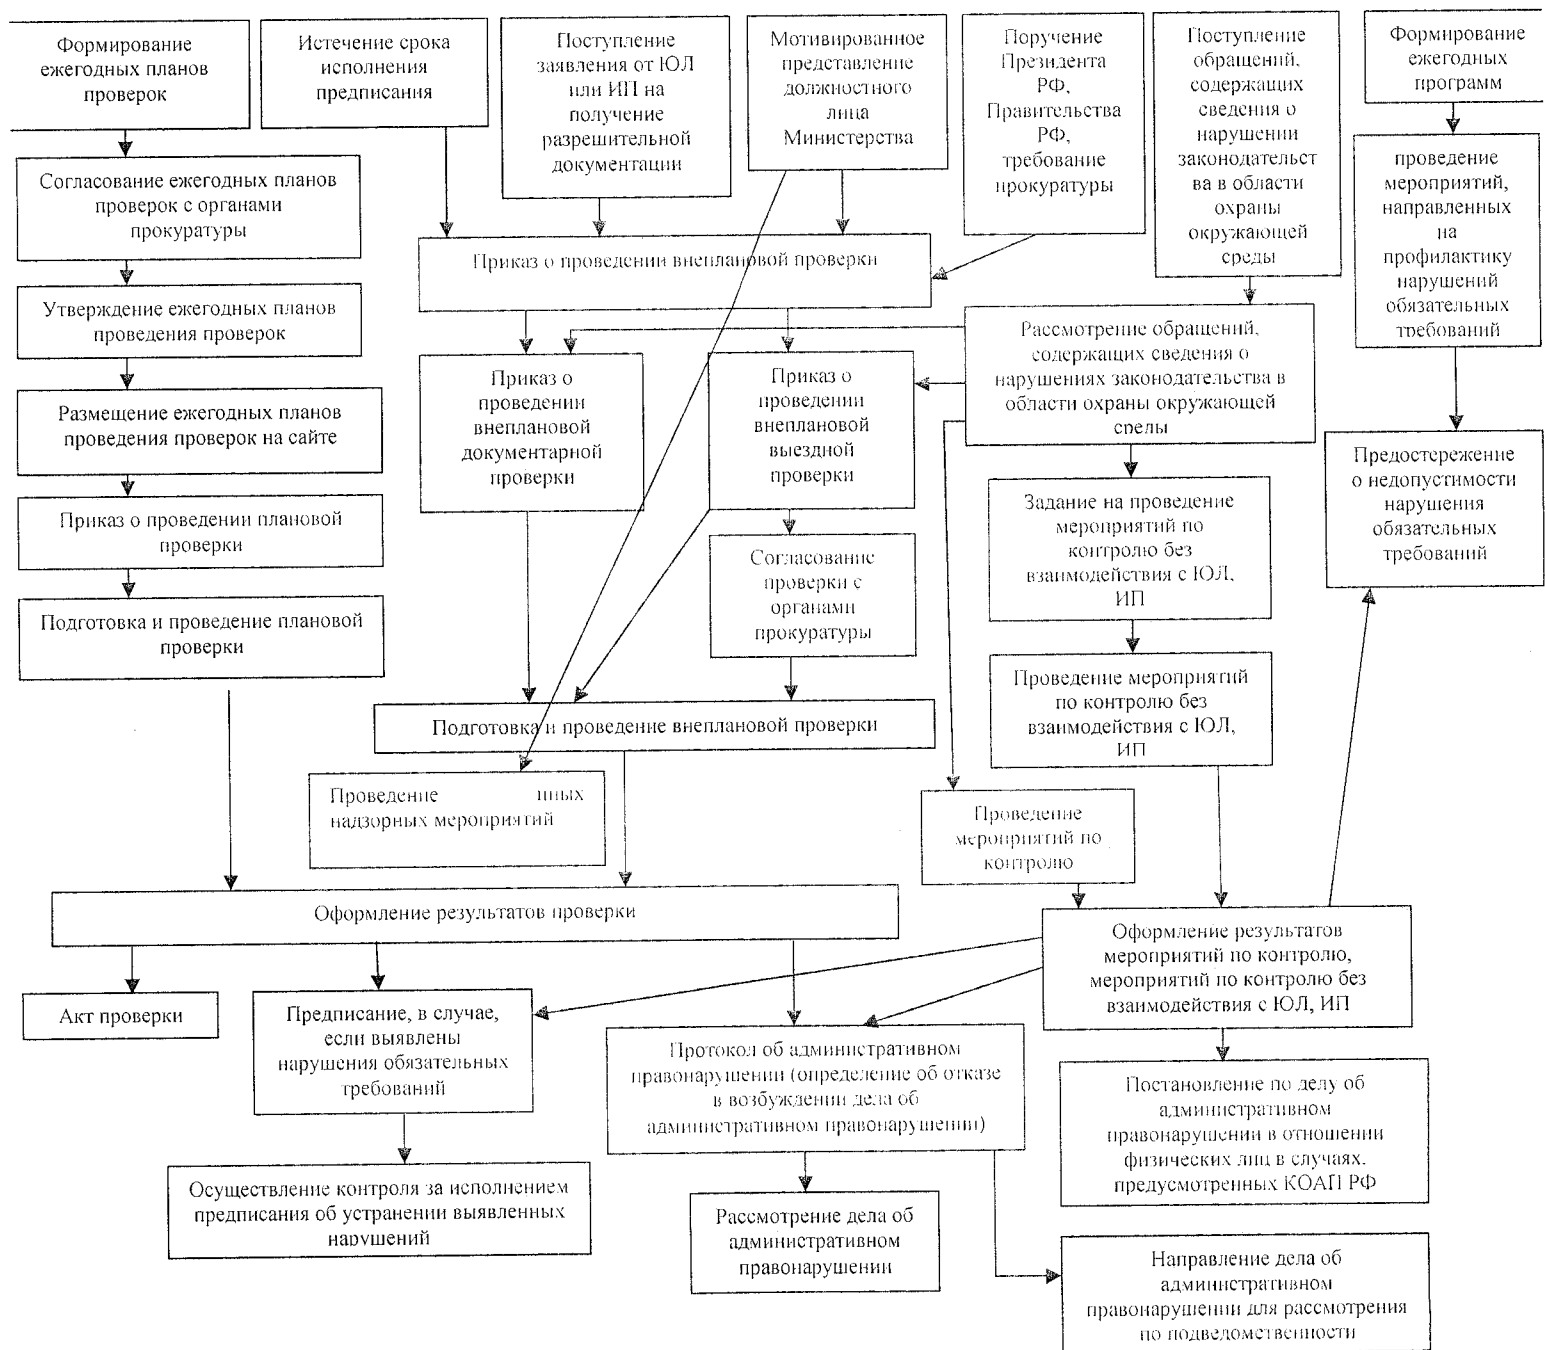 Формирование
ежегодных планов
проверок
Истечение срока
исполнения
предписания
Поступление
заявления от ЮЛ
или ИП на
получение
разрешительной
документации
Мотивированное
представление
должностного
лица
Министерства
Поручение
Президента
РФ,
Правительства
РФ,
требование
прокуратуры
Поступление
обращений,
содержащих
сведения о
нарушении
законодательст
ва в области
охраны
окружающей
среды
Формирование
ежегодных
программ
Согласование ежегодных планов
проверок с органами
прокуратуры
проведение
мероприятий,
направленных
на
профилактику
нарушений
обязательных
требований
Приказ о проведении внеплановой проверки
Утверждение ежегодных планов
проведения проверок
Рассмотрение обращений,
содержащих сведения о
нарушениях законодательства в
области охраны окружающей
среды
Приказ о
проведении
внеплановой
документарной
проверки
Приказ о
проведении
внеплановой
выездной
проверки
Размещение ежегодных планов
проведения проверок на сайте
Предостережение
о недопустимости
нарушения
обязательных
требований
Задание на проведение
мероприятий по
контролю без
взаимодействия с ЮЛ,
ИП
Приказ о проведении плановой
проверки
Согласование
проверки с
органами
прокуратуры
Подготовка и проведение плановой
проверки
Проведение мероприятий
по контролю без
взаимодействия с ЮЛ,
ИП
Подготовка и проведение внеплановой проверки
Проведение иных
надзорных мероприятий
Проведение
мероприятий по
контролю
Оформление результатов проверки
Оформление результатов
мероприятий по контролю,
мероприятий по контролю без
взаимодействия с ЮЛ, ИП
Акт проверки
Предписание, в случае,
если выявлены
нарушения обязательных
требований
Протокол об административном
правонарушении (определение об отказе
в возбуждении дела об
административном правонарушении)
Постановление по делу об
административном
правонарушении в отношении
физических лиц в случаях,
предусмотренных КОАП РФ
Осуществление контроля за исполнением
предписания об устранении выявленных
нарушений
Рассмотрение дела об
административном
правонарушении
Направление дела об
административном
правонарушении для рассмотрения
по подведомственности